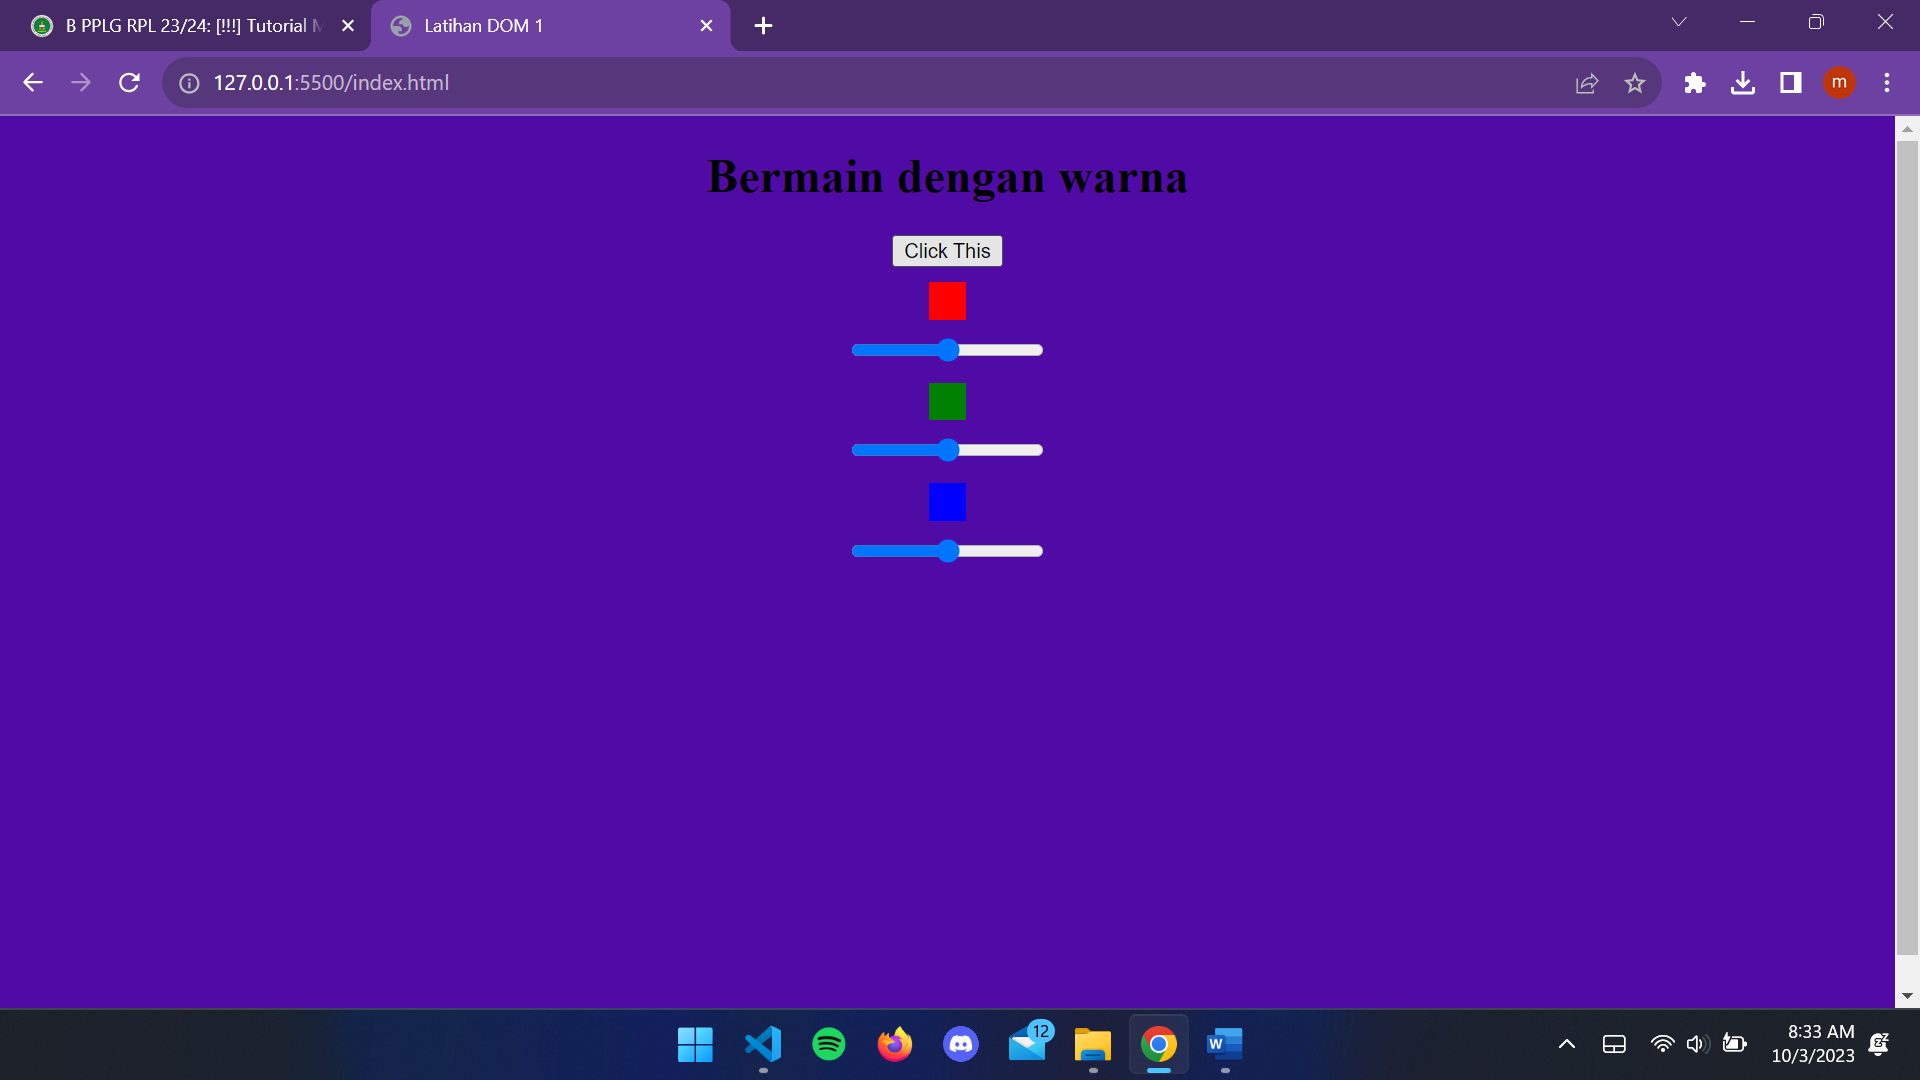 B PPLG RPL 23/24: [!!!] Tutorial
Latihan DOM 1
127.0.0.1:5500/index.html
m
Bermain dengan warna
Click This
12
W
8:33 AM
10/3/2023